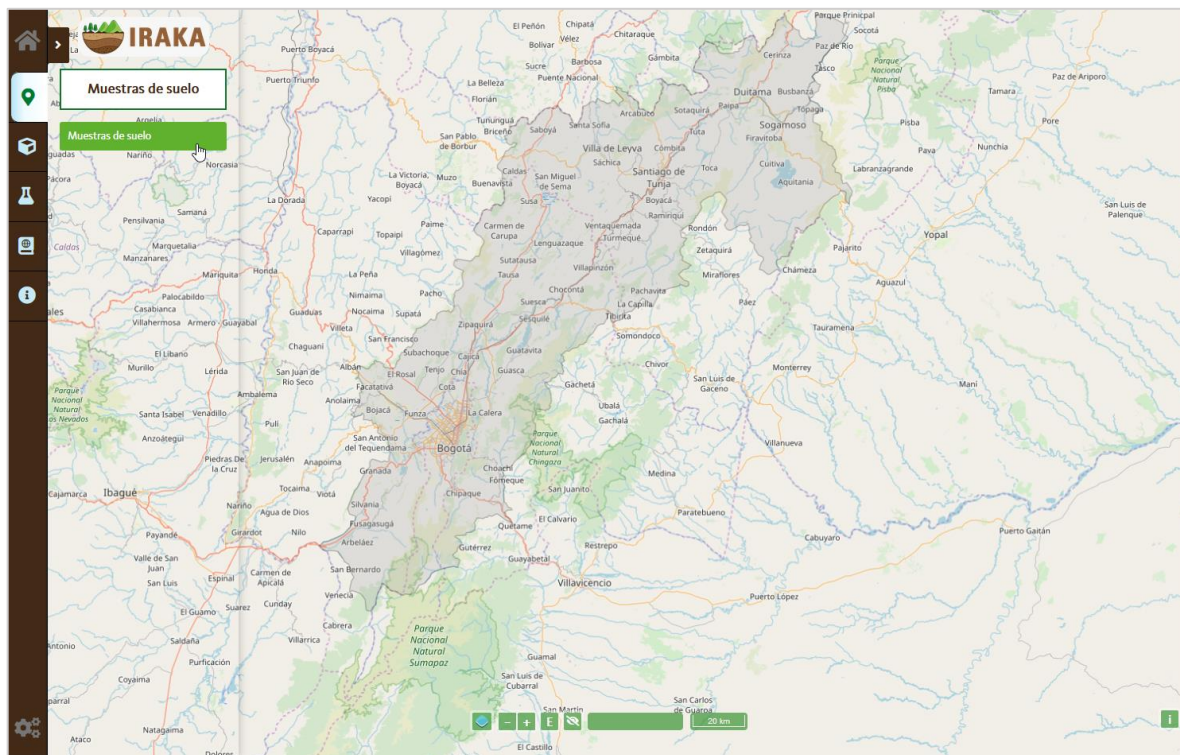 IRAKA
Muestras de suelo
Muestras de suelo
El Peñón
Chipatá
Chitaraque
Parque Prinicpal
Socotá
Vélez
Bolívar
Gámbita
Cerinza
Paz de Río
Sucre
Barbosa
Tasco
Puerto Boyacá
Puente Nacional
Parque
Nacional
Natural
Pisba
Paz de Ariporo
Puerto Triunfo
La Belleza
Florián
Duitama
Busbanzá
Tununguá
Briceño
Saboyá
Santa Sofía
Arcabuco
Sotaquirá
Paipa
Tópaga
Tamara
Pore
Argelia
San Pablo
de Borbur
Villa de Leyva
Cómbita
Tuta
Sogamoso
Firavitoba
Pisba
Nariño
Norcasia
Sáchica
Pava
Nunchia
La Victoria,
Boyacá
Muzo
Caldas
Buenavista
San Miguel
de Sema
Santiago de
Tunja
Toca
Cuítiva
Aquitania
Labranzagrande
Pácora
Samaná
La Dorada
Yacopí
Susa
Boyacá
Ramiriquí
San Luis de
Palenque
Pensilvania
Caparrapí
Topaipí
Paime
Carmen de
Carupa
Ventaquemada
Turmequé
Rondón
Yopal
Caldas
Marquetalia
Manzanares
Villagómez
Lenguazaque
Zetaquirá
Pajarito
Sutatausa
Tausa
Villapinzón
Miraflores
Chámeza
Aguazul
Mariquita
Honda
La Peña
Pacho
Chocontá
Pachavita
Palocabildo
Casabianca
Nimaima
Nocaima
Supatá
Suesca
Sesquilé
La Capilla
Tibirita
Páez
Villahermosa
Armero - Guayabal
Guaduas
Villeta
Zipaquirá
Tauramena
Chaguaní
San Francisco
Subachoque
Cajicá
Guatavita
Somondoco
El Líbano
Murillo
Lérida
San Juan de
Río Seco
Albán
El Rosal
Tenjo
Chía
Guasca
Chivor
Monterrey
Parque
Nacional
Natural
os Nevados
Ambalema
Anolaima
Facatativá
Cota
Gachetá
San Luis de
Gaceno
Maní
Santa Isabel
Venadillo
Bojacá
Funza
La Calera
Ubalá
Gachalá
Anzoátegui
Pulí
San Antonio
del Tequendama
Bogotá
Parque
Nacional
Natural
Chingaza
Villanueva
Piedras De
la Cruz
Jerusalén
Anapoima
Granada
Choachí
Fómeque
Medina
Cajamarca
Ibagué
Tocaima
Viotá
Silvania
Chipaque
San Juanito
Nariño
Agua de Dios
Fusagasugá
Quetame
El Calvario
Paratebueno
Puerto Gaitán
Payandé
Girardot
Nilo
Arbeláez
Gutérrez
Guayabetal
Restrepo
Cabuyaro
Valle de San
Juan
San Luis
Espinal
Carmen de
Apicalá
San Bernardo
Villavicencio
El Guamo
Suarez
Cunday
Venecia
Puerto López
Saldaña
Villarrica
Cabrera
Parque
Nacional
Natural
Sumapaz
Antonio
Purificación
Guamal
Coyaima
San Luis de
Cubarral
San Martín
San Carlos
de Guaroa
Natagaima
Ataco
Dolores
El Castillo
E
20 km